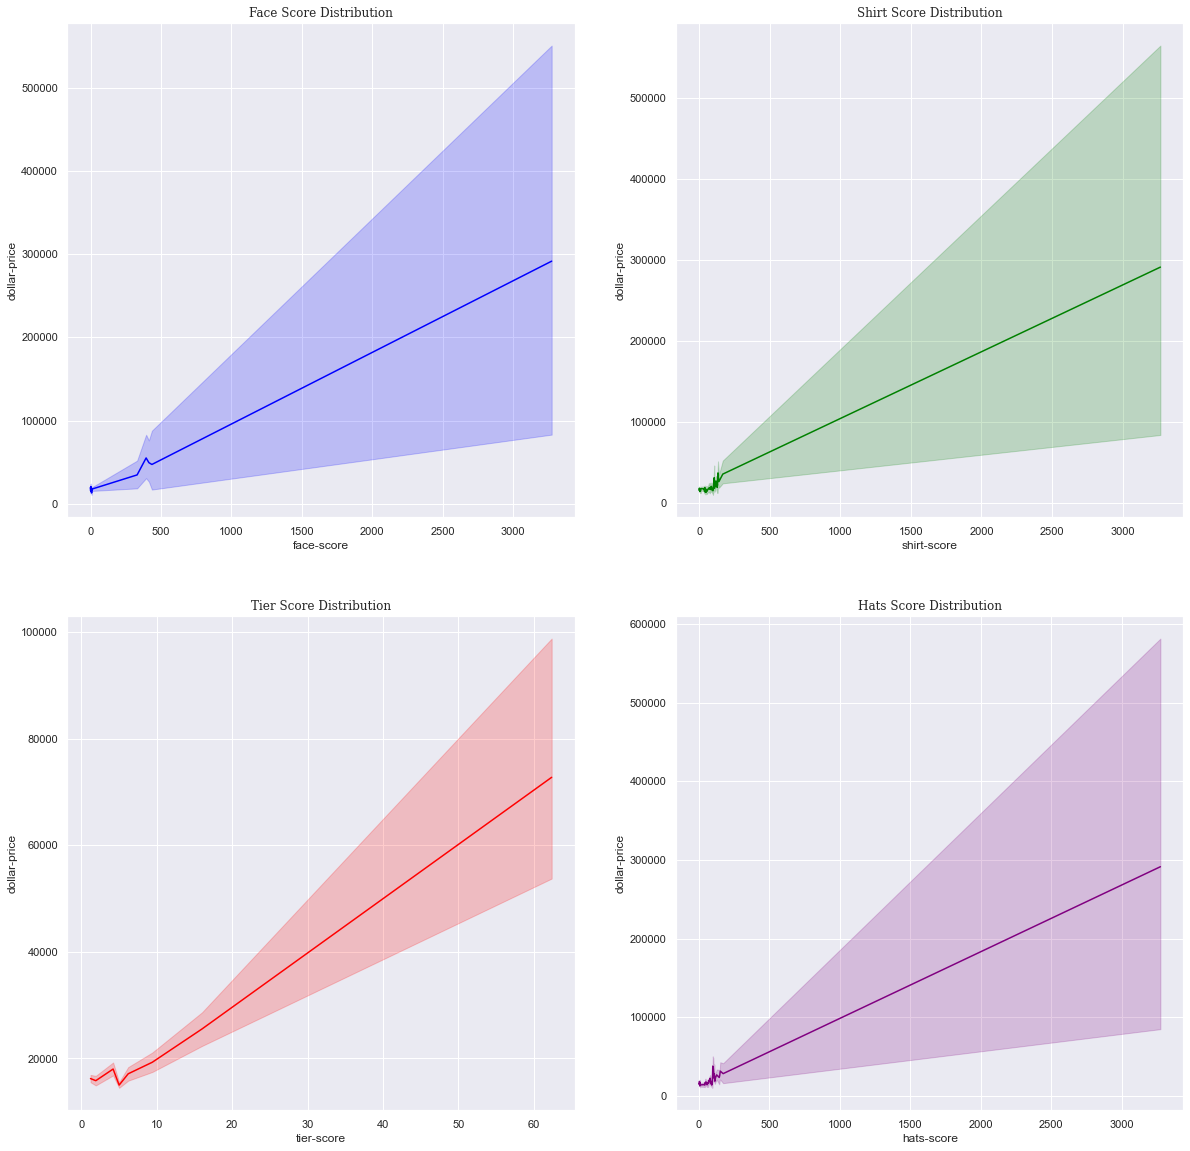 Face Score Distribution
500000
400000
300000
200000
100000
0
dollar-price
0 500 1000 1500 2000 2500 3000
face-score
Shirt Score Distribution
500000
400000
300000
200000
100000
0
dollar-price
0 500 1000 1500 2000 2500 3000
shirt-score
Tier Score Distribution
100000
80000
60000
40000
20000
dollar-price
0 10 20 30 40 50 60
tier-score
Hats Score Distribution
600000
500000
400000
300000
200000
100000
0
dollar-price
0 500 1000 1500 2000 2500 3000
hats-score